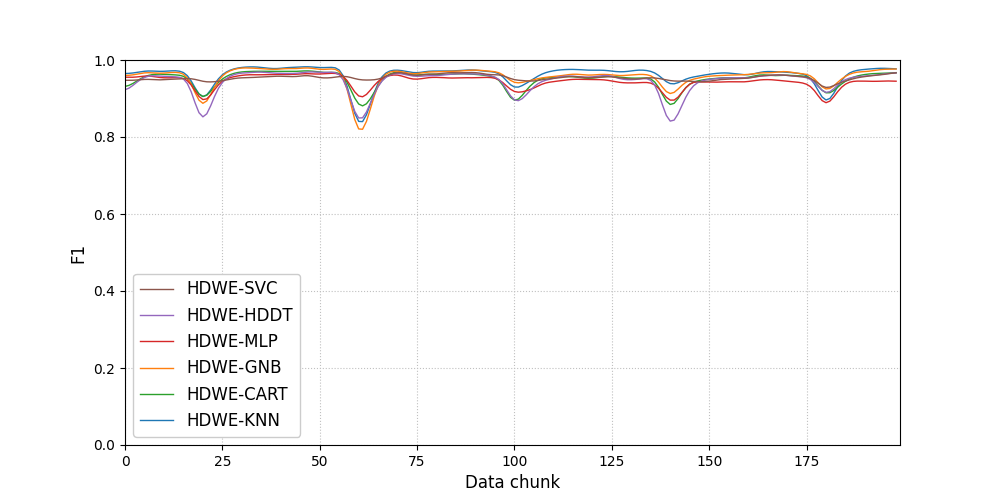 1.0
0.8
0.6
0.4
0.2
0.0
F1
HDWE-SVC
HDWE-HDDT
HDWE-MLP
HDWE-GNB
HDWE-CART
HDWE-KNN
0 25 50 75 100 125 150 175
Data chunk